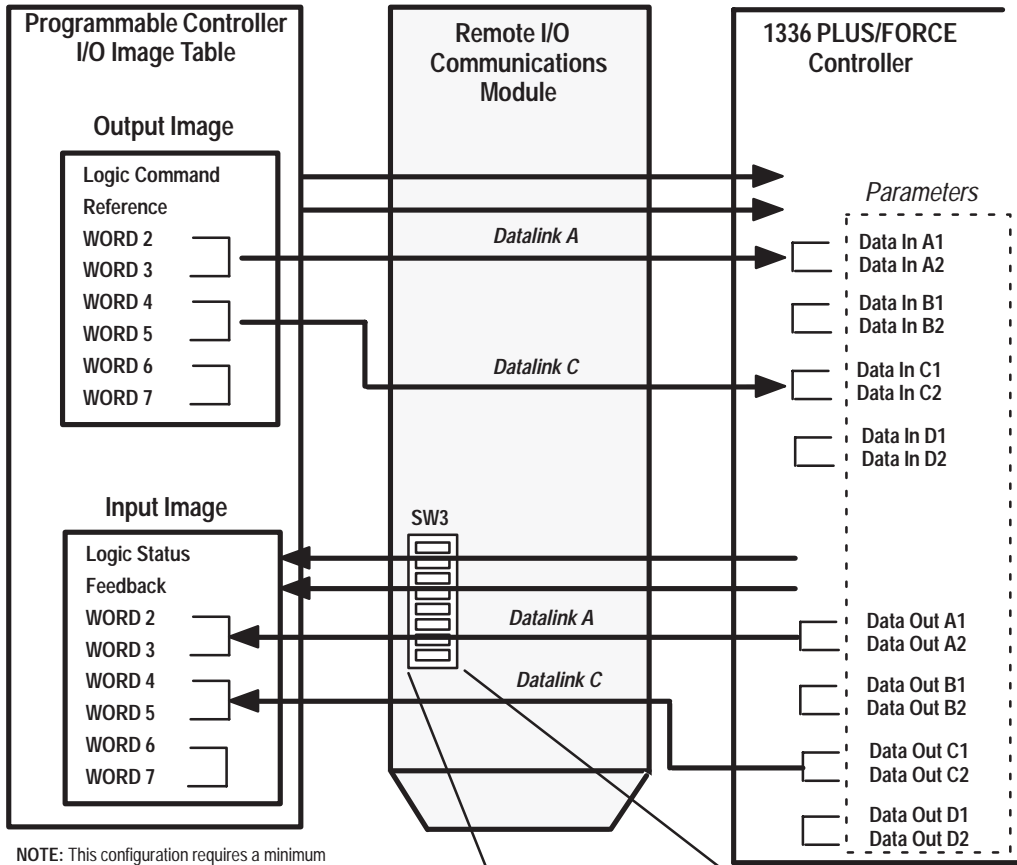 Programmable Controller
I/O Image Table
Output Image
Logic Command
Reference
WORD 2
WORD 3
WORD 4
WORD 5
WORD 6
WORD 7
Input Image
Logic Status
Feedback
WORD 2
WORD 3
WORD 4
WORD 5
WORD 6
WORD 7
NOTE: This configuration requires a minimum
Remote I/O
Communications
Module
Datalink A
Datalink C
SW3
Datalink A
Datalink C
1336 PLUS/FORCE
Controller
Parameters
Data In A1
Data In A2
Data In B1
Data In B2
Data In C1
Data In C2
Data In D1
Data In D2
Data Out A1
Data Out A2
Data Out B1
Data Out B2
Data Out C1
Data Out C2
Data Out D1
Data Out D2